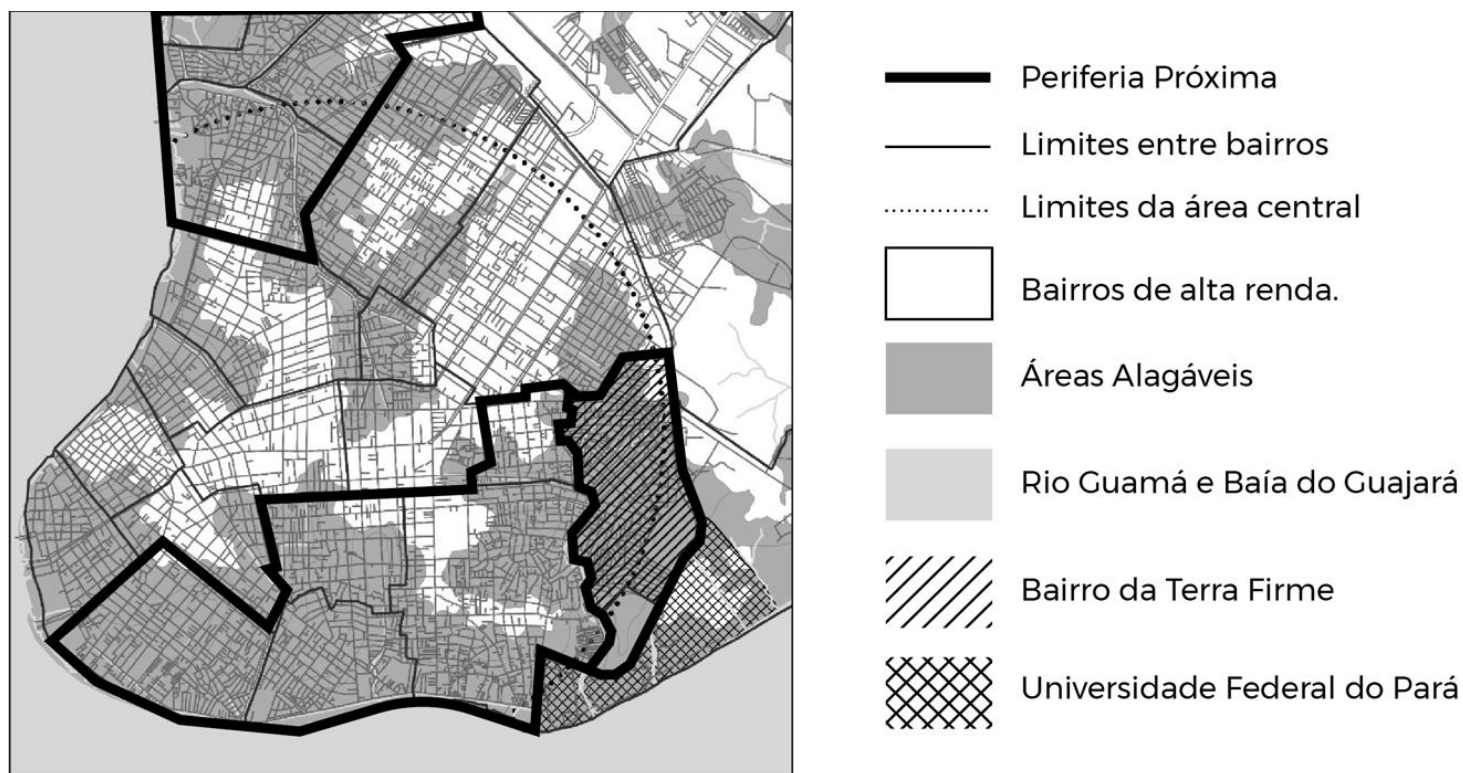 Periferia Próxima
Limites entre bairros
Limites da área central
Bairros de alta renda.
Áreas Alagáveis
Rio Guamá e Baía do Guajará
Bairro da Terra Firme
Universidade Federal do Pará